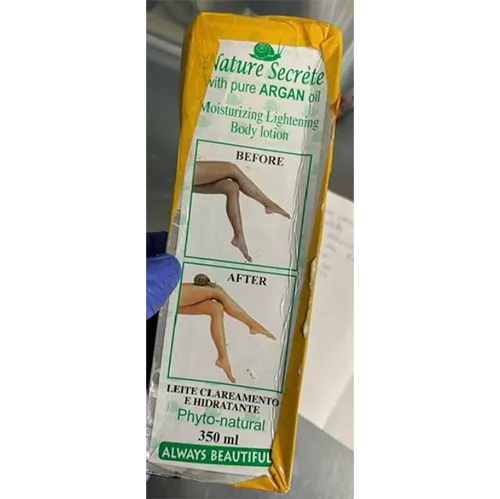 Nature Secrète
with pure ARGAN oil
Moisturizing Lightening
Body lotion
BEFORE
AFTER
LEITE CLAREAMENTO
E HIDRATANTE
Phyto-natural
350 ml
ALWAYS BEAUTIFUL